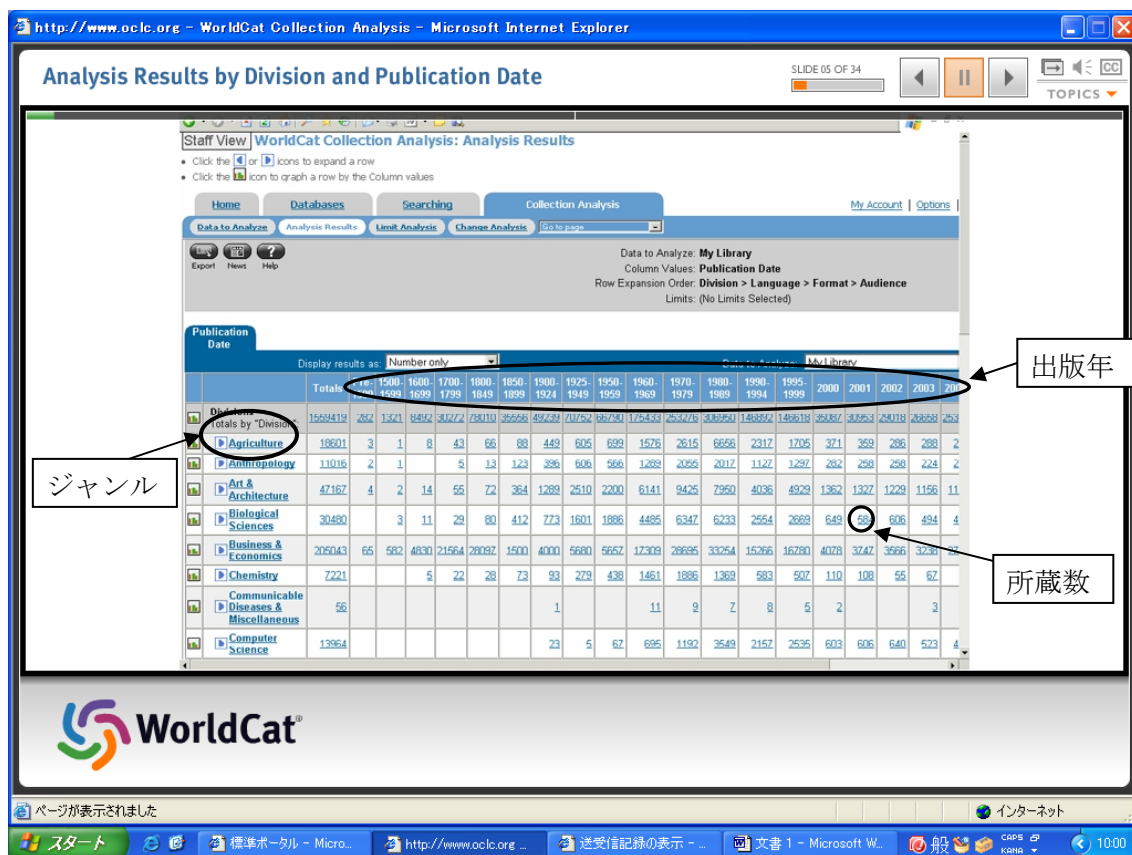 http://www.oclc.org - WorldCat Collection Analysis - Microsoft Internet Explorer
Analysis Results by Division and Publication Date
SLIDE 05 OF 34
CC
TOPICS
Staff View WorldCat Collection Analysis: Analysis Results
• Click the or icons to expand a row
• Click the icon to graph a row by the Column values
Home Databases Searching Collection Analysis My Account | Options |
Data to Analyze Analysis Results Limit Analysis Change Analysis Go to page
Export News Help
Data to Analyze: My Library
Column Values: Publication Date
Row Expansion Order: Division > Language > Format > Audience
Limits: (No Limits Selected)
Publication
Date
Display results as: Number only My Library
出版年
Totals 1500-1599 1600-1699 1700-1799 1800-1849 1850-1899 1900-1924 1925-1949 1950-1959 1960-1969 1970-1979 1980-1989 1990-1994 1995-1999 2000 2001 2002 2003
Totals by "Division" 1559419 282 1321 8492 30272 78010 35556 49239 70752 66790 175433 253276 306950 146892 146618 35087 30953 29018 26658
Agriculture 18601 3 1 8 43 66 88 449 605 699 1576 2615 6656 2317 1705 371 359 286 288 2
Anthropology 11016 2 1 5 13 123 396 606 566 1289 2055 2017 1127 1297 282 258 258 224 2
ジャンル
Art & Architecture 47167 4 2 14 55 72 364 1289 2510 2200 6141 9425 7950 4036 4929 1362 1327 1229 1156 11
Biological Sciences 30480 3 11 29 80 412 773 1601 1886 4485 6347 6233 2554 2669 649 584 606 494 4
Business & Economics 205043 65 582 4830 21564 28097 1500 4000 5680 5657 17309 28695 33254 15266 16780 4078 3747 3566 3238
所蔵数
Chemistry 7221 5 22 28 73 93 279 438 1461 1886 1369 583 507 110 108 55 67
Communicable Diseases & Miscellaneous 56 1 11 9 7 8 5 2 3
Computer Science 13964 23 5 67 695 1192 3549 2157 2535 603 606 640 523 4
WorldCat®
ページが表示されました
インターネット
スタート
標準ポータル - Micro...
http://www.oclc.org ...
送受信記録の表示 - ...
文書 1 - Microsoft W...
般
CAPS
KANA
10:00